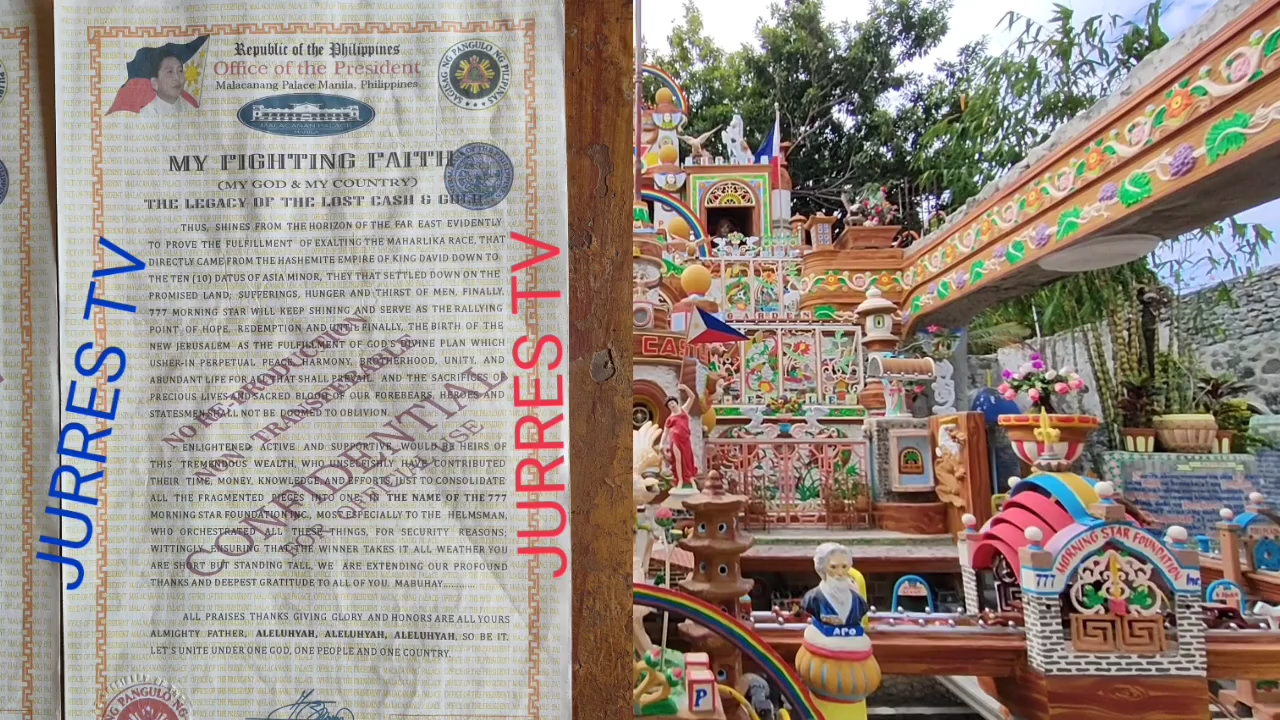 Republic of the Philippines
Office of the President
Malacanang Palace Manila, Philippines
MALACANAN PALACE
MANILA
SAGISAG NG PANGULO NG PILIPINAS
MY FIGHTING FAITH
(MY GOD & MY COUNTRY)
THE LEGACY OF THE LOST CASH & GOLD
THUS, SHINES FROM THE HORIZON OF THE FAR EAST EVIDENTLY
TO PROVE THE FULFILLMENT OF EXALTING THE MAHARLIKA RACE, THAT
DIRECTLY CAME FROM THE HASHEMITE EMPIRE OF KING DAVID DOWN TO
THE TEN (10) DATUS OF ASIA MINOR, THEY THAT SETTLED DOWN ON THE
PROMISED LAND; SUFFERINGS, HUNGER AND THIRST OF MEN, FINALLY,
777 MORNING STAR WILL KEEP SHINING AND SERVE AS THE RALLYING
POINT OF HOPE, REDEMPTION AND UNITY FINALLY, THE BIRTH OF THE
NEW JERUSALEM AS THE FULFILLMENT OF GOD'S DIVINE PLAN WHICH
USHER-IN PERPETUAL PEACE, HARMONY, BROTHERHOOD, UNITY, AND
ABUNDANT LIFE FOR ALL THAT SHALL PREVAIL. AND THE SACRIFICES OF
PRECIOUS LIVES AND SACRED BLOOD OF OUR FOREBEARS, HEROES AND
STATESMEN SHALL NOT BE DOOMED TO OBLIVION.
ENLIGHTENED ACTIVE AND SUPPORTIVE WOULD BE HEIRS OF
THIS TREMENDOUS WEALTH, WHO UNSELFISHLY HAVE CONTRIBUTED
THEIR TIME, MONEY, KNOWLEDGE, AND EFFORTS, JUST TO CONSOLIDATE
ALL THE FRAGMENTED PIECES INTO ONE, IN THE NAME OF THE 777
MORNING STAR FOUNDATION INC., MOST ESPECIALLY TO THE HELMSMAN,
WHO ORCHESTRATED ALL THESE THINGS, FOR SECURITY REASONS;
WITTINGLY, ENSURING THAT THE WINNER TAKES IT ALL WEATHER YOU
ARE SHORT BUT STANDING TALL, WE ARE EXTENDING OUR PROFOUND
THANKS AND DEEPEST GRATITUDE TO ALL OF YOU. MABUHAY
ALL PRAISES THANKS GIVING GLORY AND HONORS ARE ALL YOURS
ALMIGHTY FATHER, ALELUHYAH, ALELUHYAH, ALELUHYAH, SO BE IT.
LET'S UNITE UNDER ONE GOD, ONE PEOPLE AND ONE COUNTRY.
CONFIDENTIAL
JURRES TV
JURRES TV
GARDEN
APO
P
777 MORNING STAR FOUNDATION Inc.